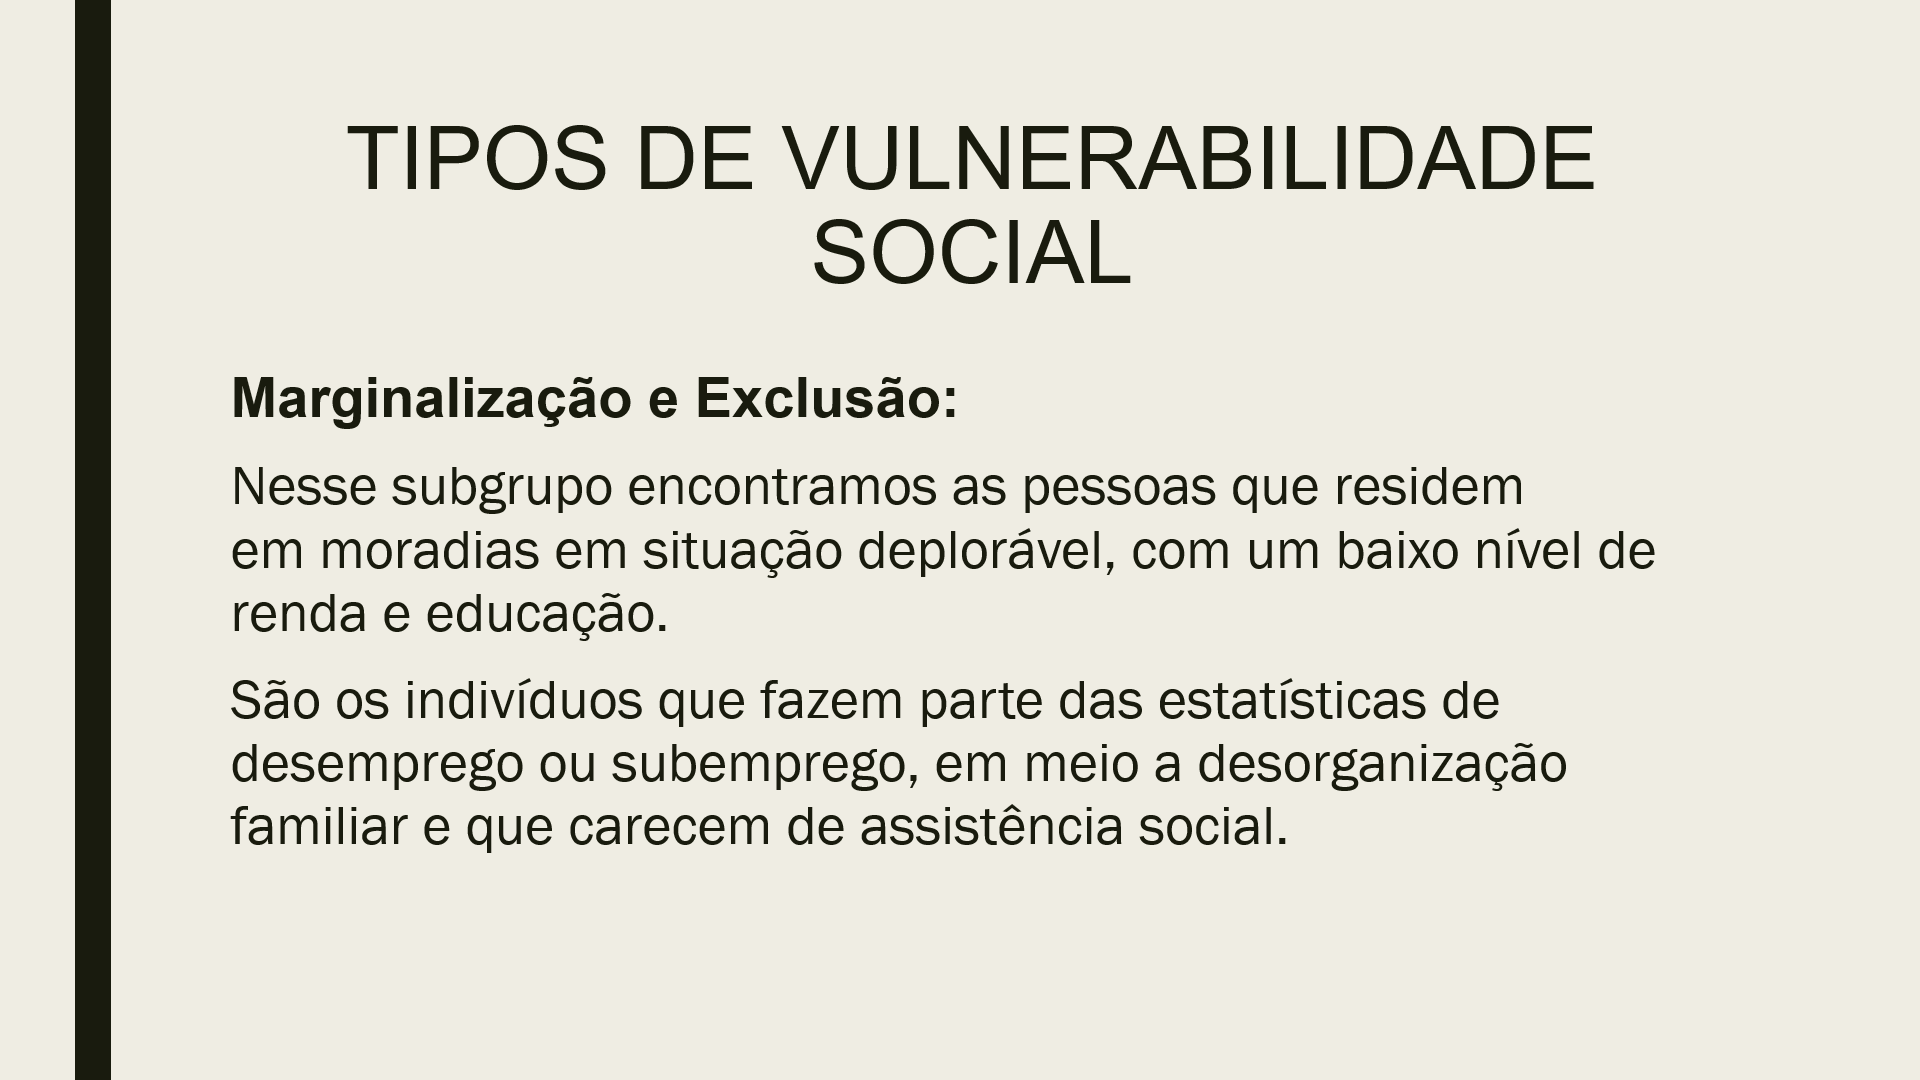 TIPOS DE VULNERABILIDADE
SOCIAL
Marginalização e Exclusão:
Nesse subgrupo encontramos as pessoas que residem
em moradias em situação deplorável, com um baixo nível de
renda e educação.
São os indivíduos que fazem parte das estatísticas de
desemprego ou subemprego, em meio a desorganização
familiar e que carecem de assistência social.